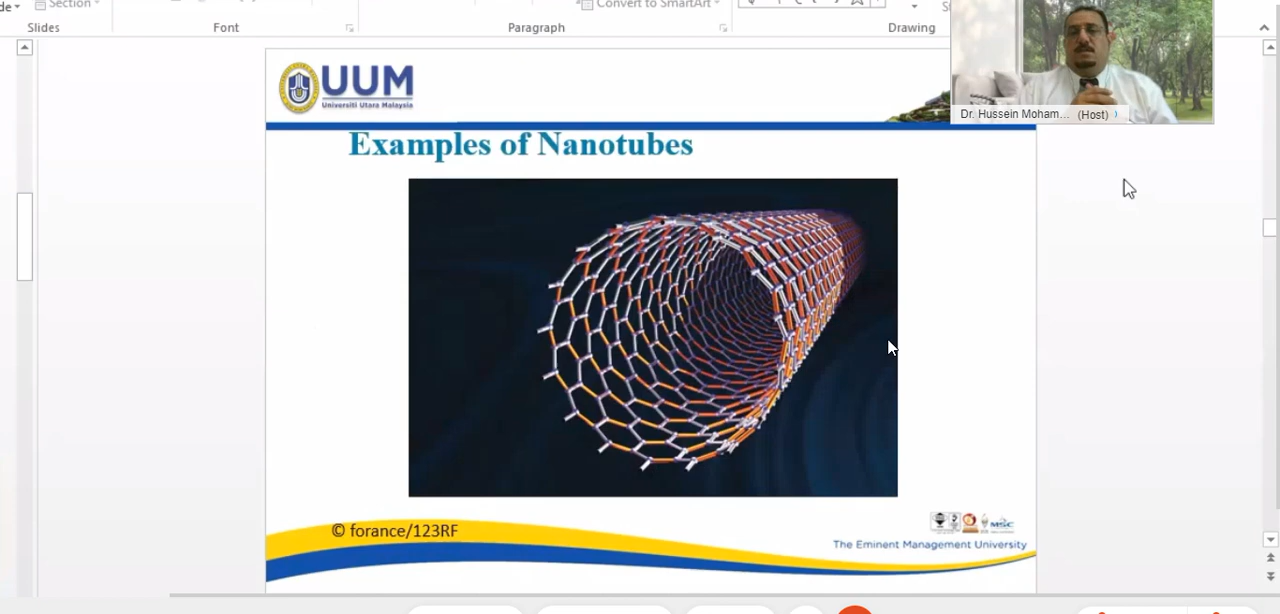 Section
Convert to SmartArt
Slides
Font
Paragraph
Drawing
UUM
Universiti Utara Malaysia
Dr. Hussein Moham... (Host)
Examples of Nanotubes
© forance/123RF
MSC
The Eminent Management University